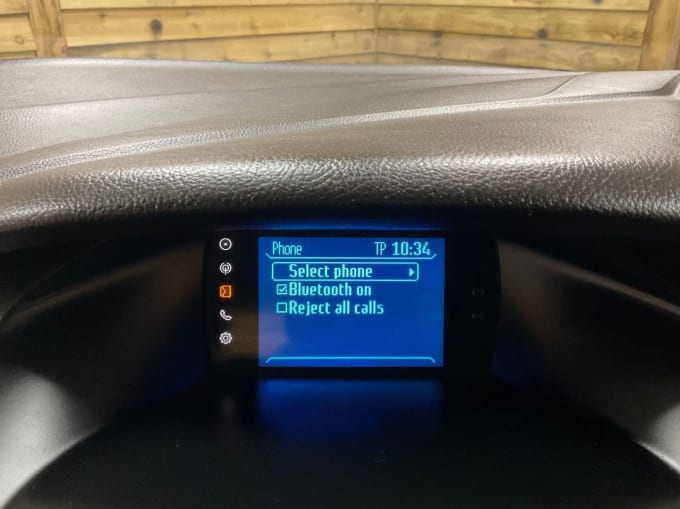 Phone TP 10:34
Select phone
Bluetooth on
Reject all calls